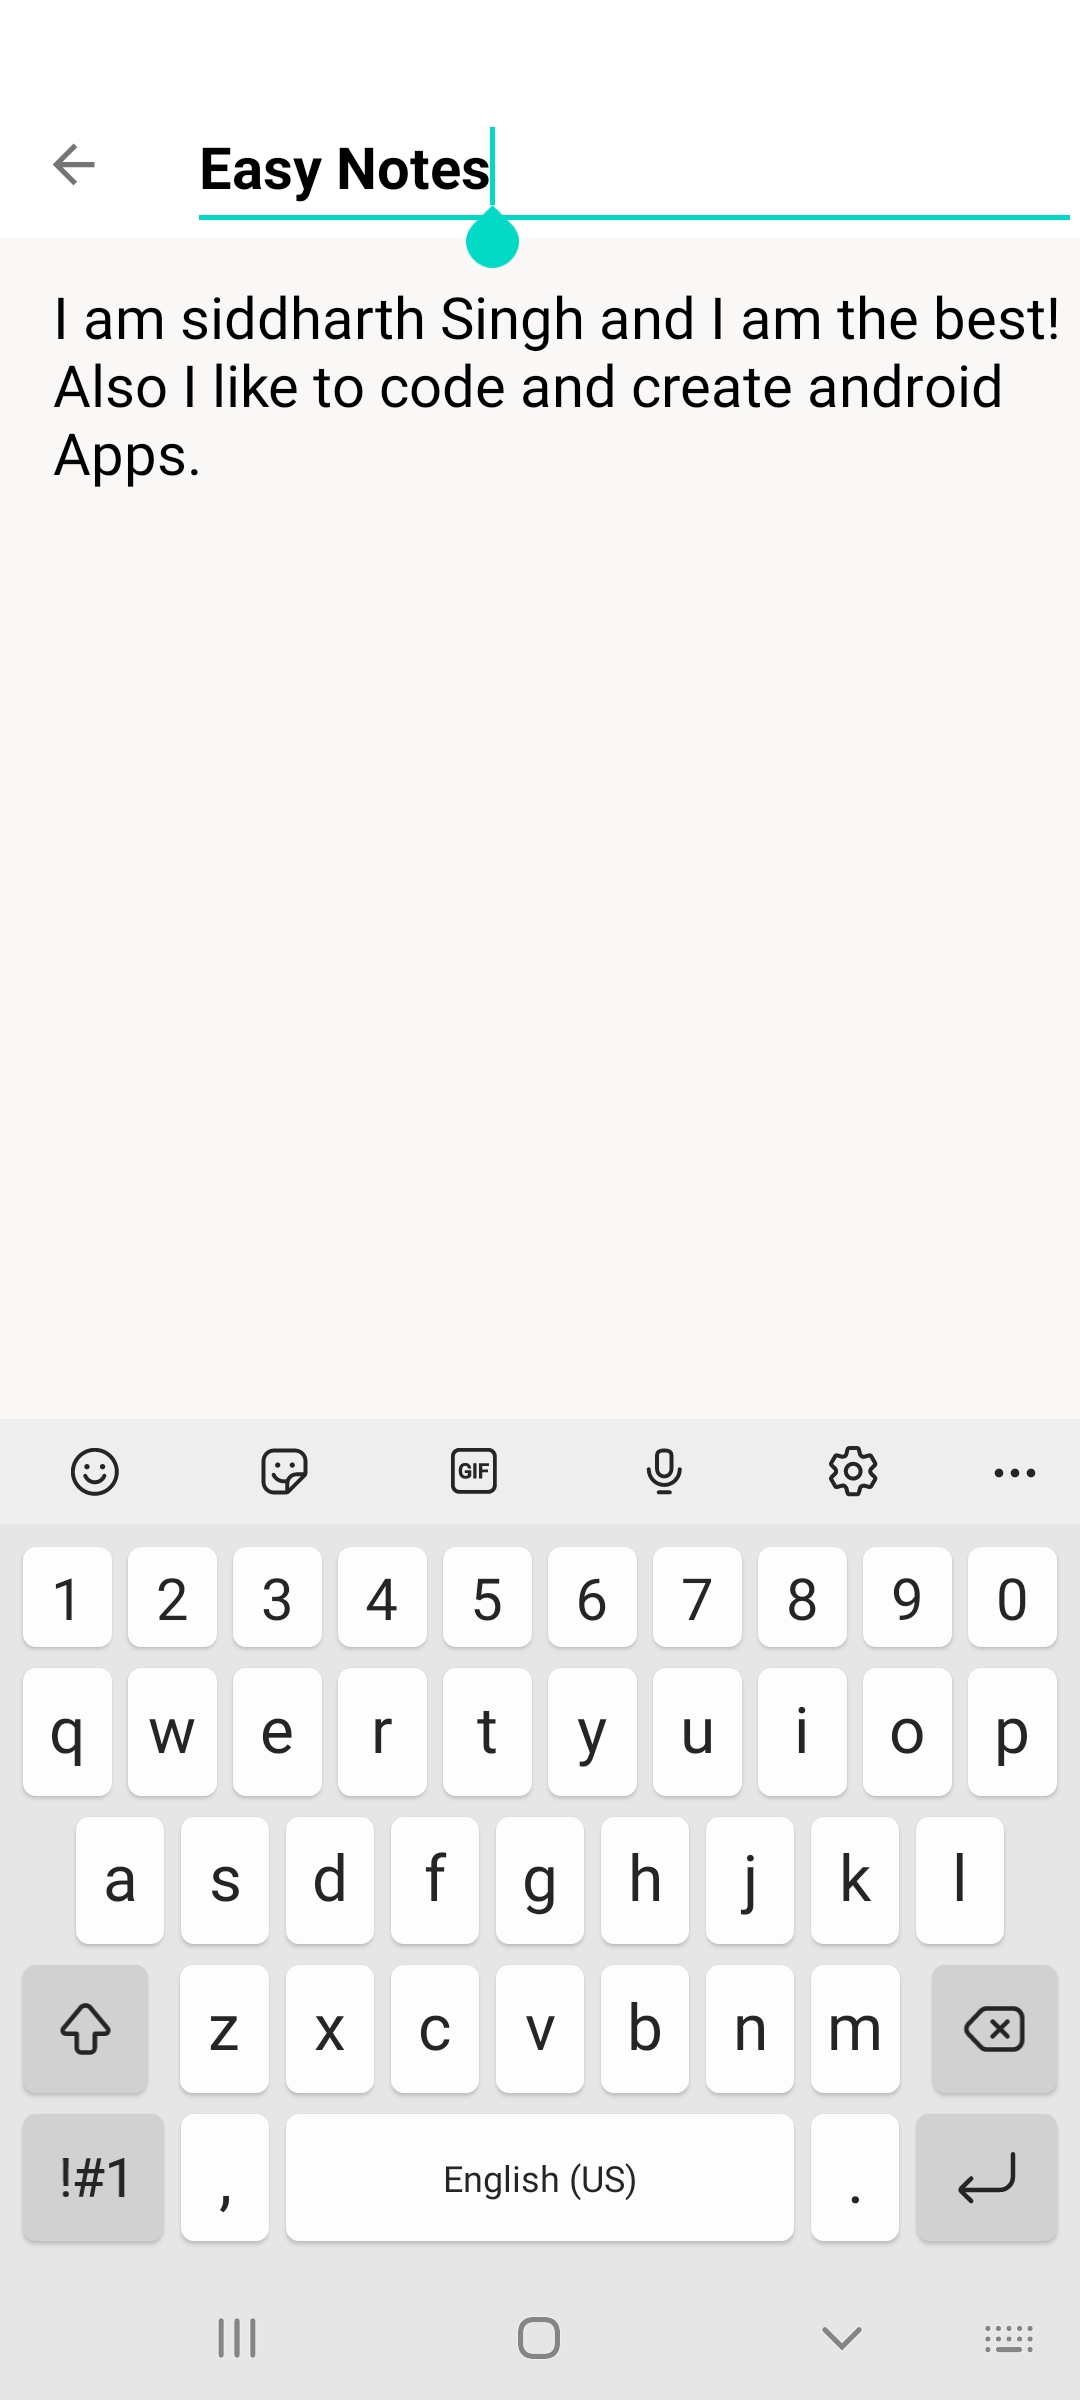 Easy Notes
I am siddharth Singh and I am the best!
Also I like to code and create android
Apps.
GIF
1 2 3 4 5 6 7 8 9 0
q w e r t y u i o p
a s d f g h j k l
z x c v b n m
!#1 , English (US) .